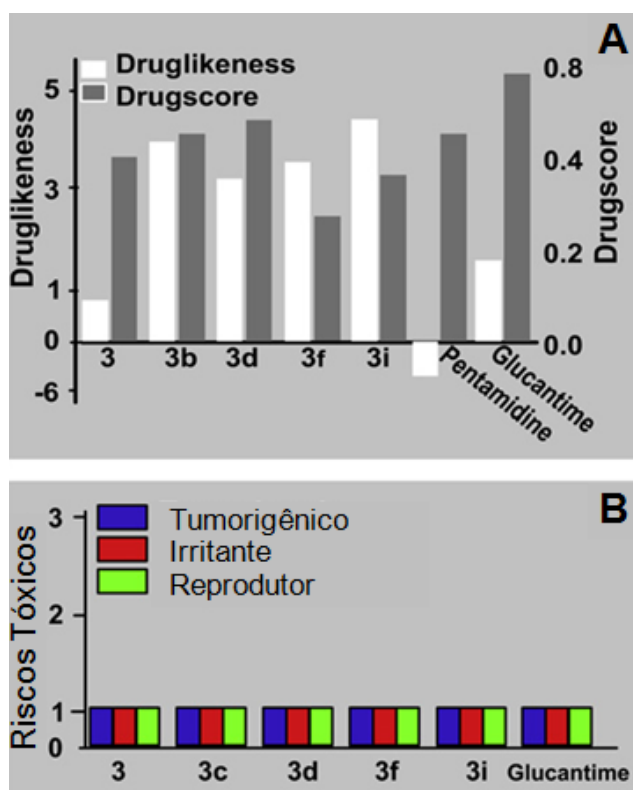 A
Druglikeness
Drugscore
Druglikeness
5
3
1
0
-6
0.8
0.4
0.2
0.0
Drugscore
3 3b 3d 3f 3i Pentamidine Glucantime
B
Tumorigênico
Irritante
Reprodutor
Riscos Tóxicos
3
2
1
0
3 3c 3d 3f 3i Glucantime